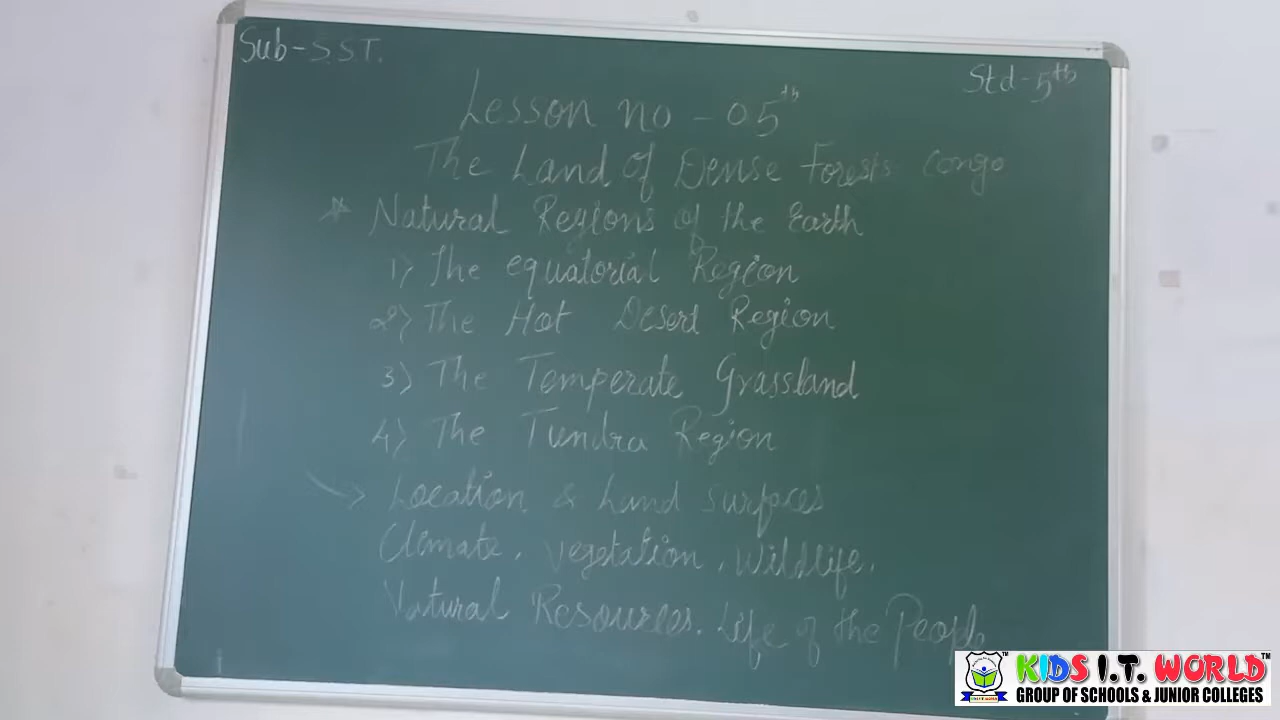 Sub-S.S.T.
Std-5th
Lesson no - 05th
The Land of Dense Forests- Congo
* Natural Regions of the Earth
1) The equatorial Region
2) The Hot Desert Region
3) The Temperate Grassland
4) The Tundra Region
→ Location & Land Surfaces
Climate, Vegetation, Wildlife,
Natural Resources. Life of the People
KIDS I.T. WORLD™
GROUP OF SCHOOLS & JUNIOR COLLEGES